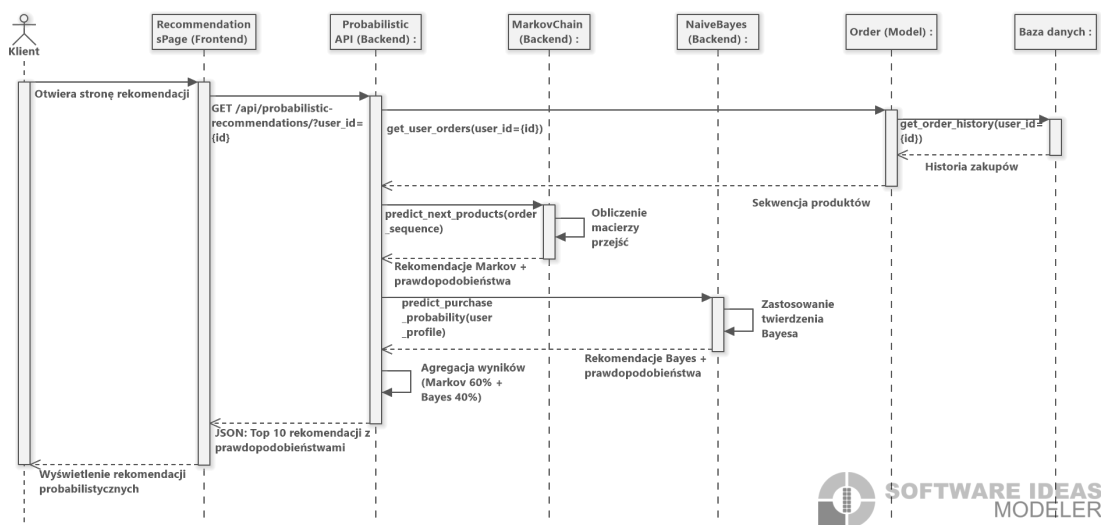 Klient
Recommendation
sPage (Frontend)
Probabilistic
API (Backend) :
MarkovChain
(Backend) :
NaiveBayes
(Backend) :
Order (Model) :
Baza danych :
Otwiera stronę rekomendacji
GET /api/probabilistic-
recommendations/?user_id=
{id}
get_user_orders(user_id={id})
get_order_history(user_id=
{id})
Historia zakupów
Sekwencja produktów
predict_next_products(order
_sequence)
Obliczenie
macierzy
przejść
Rekomendacje Markov +
prawdopodobieństwa
predict_purchase
_probability(user
_profile)
Zastosowanie
twierdzenia
Bayesa
Rekomendacje Bayes +
prawdopodobieństwa
Agregacja wyników
(Markov 60% +
Bayes 40%)
JSON: Top 10 rekomendacji z
prawdopodobieństwami
Wyświetlenie rekomendacji
probabilistycznych
SOFTWARE IDEAS
MODELER